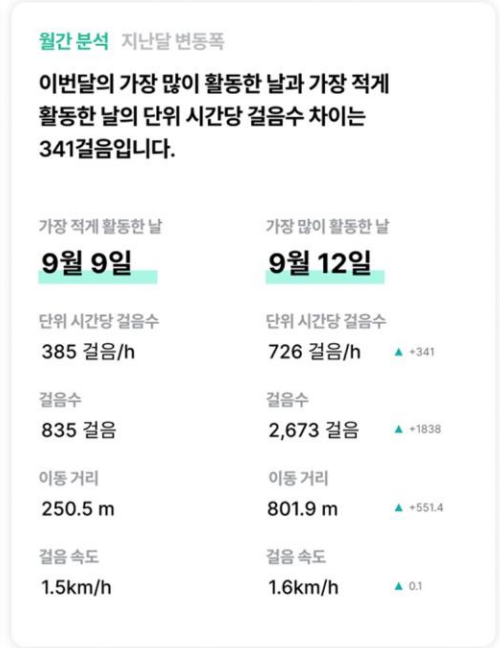 월간 분석 지난달 변동폭
이번달의 가장 많이 활동한 날과 가장 적게
활동한 날의 단위 시간당 걸음수 차이는
341걸음입니다.
가장 적게 활동한 날 가장 많이 활동한 날
9월 9일 9월 12일
단위 시간당 걸음수 단위 시간당 걸음수
385 걸음/h 726 걸음/h ▲ +341
걸음수 걸음수
835 걸음 2,673 걸음 ▲ +1838
이동 거리 이동 거리
250.5 m 801.9 m ▲ +551.4
걸음 속도 걸음 속도
1.5km/h 1.6km/h ▲ 0.1